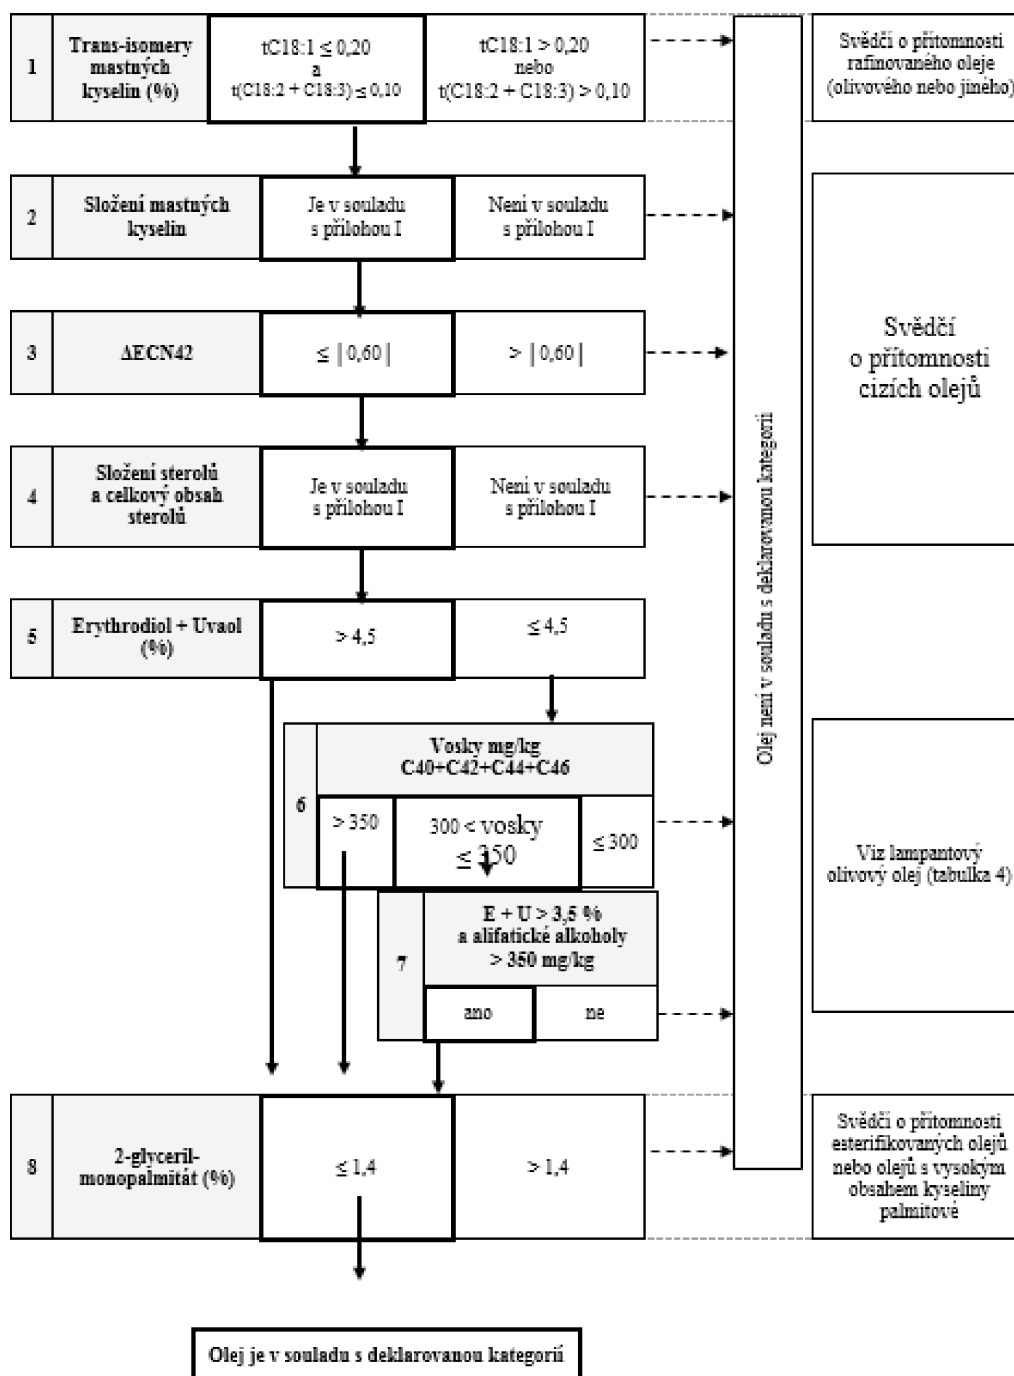 1
Trans-isomery
mastných
kyselin (%)
tC18:1 ≤ 0,20
a
t(C18:2 + C18:3) ≤ 0,10
tC18:1 > 0,20
nebo
t(C18:2 + C18:3) > 0,10
Svědčí o přítomnosti
rafinovaného oleje
(olivového nebo jiného)
2
Složení mastných
kyselin
Je v souladu
s přílohou I
Není v souladu
s přílohou I
3
ΔECN42
≤ | 0,60 |
> | 0,60 |
Svědčí
o přítomnosti
cizích olejů
4
Složení sterolů
a celkový obsah
sterolů
Je v souladu
s přílohou I
Není v souladu
s přílohou I
Olej není v souladu s deklarovanou kategorií
5
Erythrodiol + Uvaol
(%)
> 4,5
≤ 4,5
6
Vosky mg/kg
C40+C42+C44+C46
> 350
300 < vosky
≤ 350
≤ 300
Viz lampantový
olivový olej (tabulka 4)
7
E + U > 3,5 %
a alifatické alkoholy
> 350 mg/kg
ano
ne
8
2-glyceril-
monopalmitát (%)
≤ 1,4
> 1,4
Svědčí o přítomnosti
esterifikovaných olejů
nebo olejů s vysokým
obsahem kyseliny
palmitové
Olej je v souladu s deklarovanou kategorií